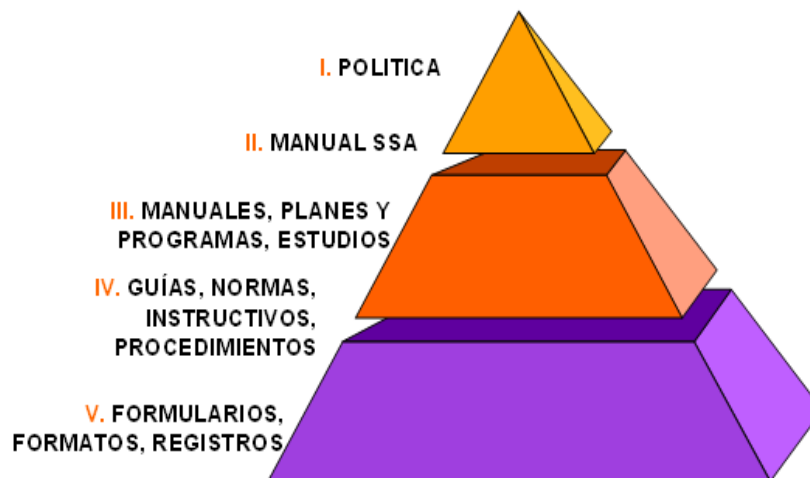 I. POLITICA
II. MANUAL SSA
III. MANUALES, PLANES Y
PROGRAMAS, ESTUDIOS
IV. GUÍAS, NORMAS,
INSTRUCTIVOS,
PROCEDIMIENTOS
V. FORMULARIOS,
FORMATOS, REGISTROS